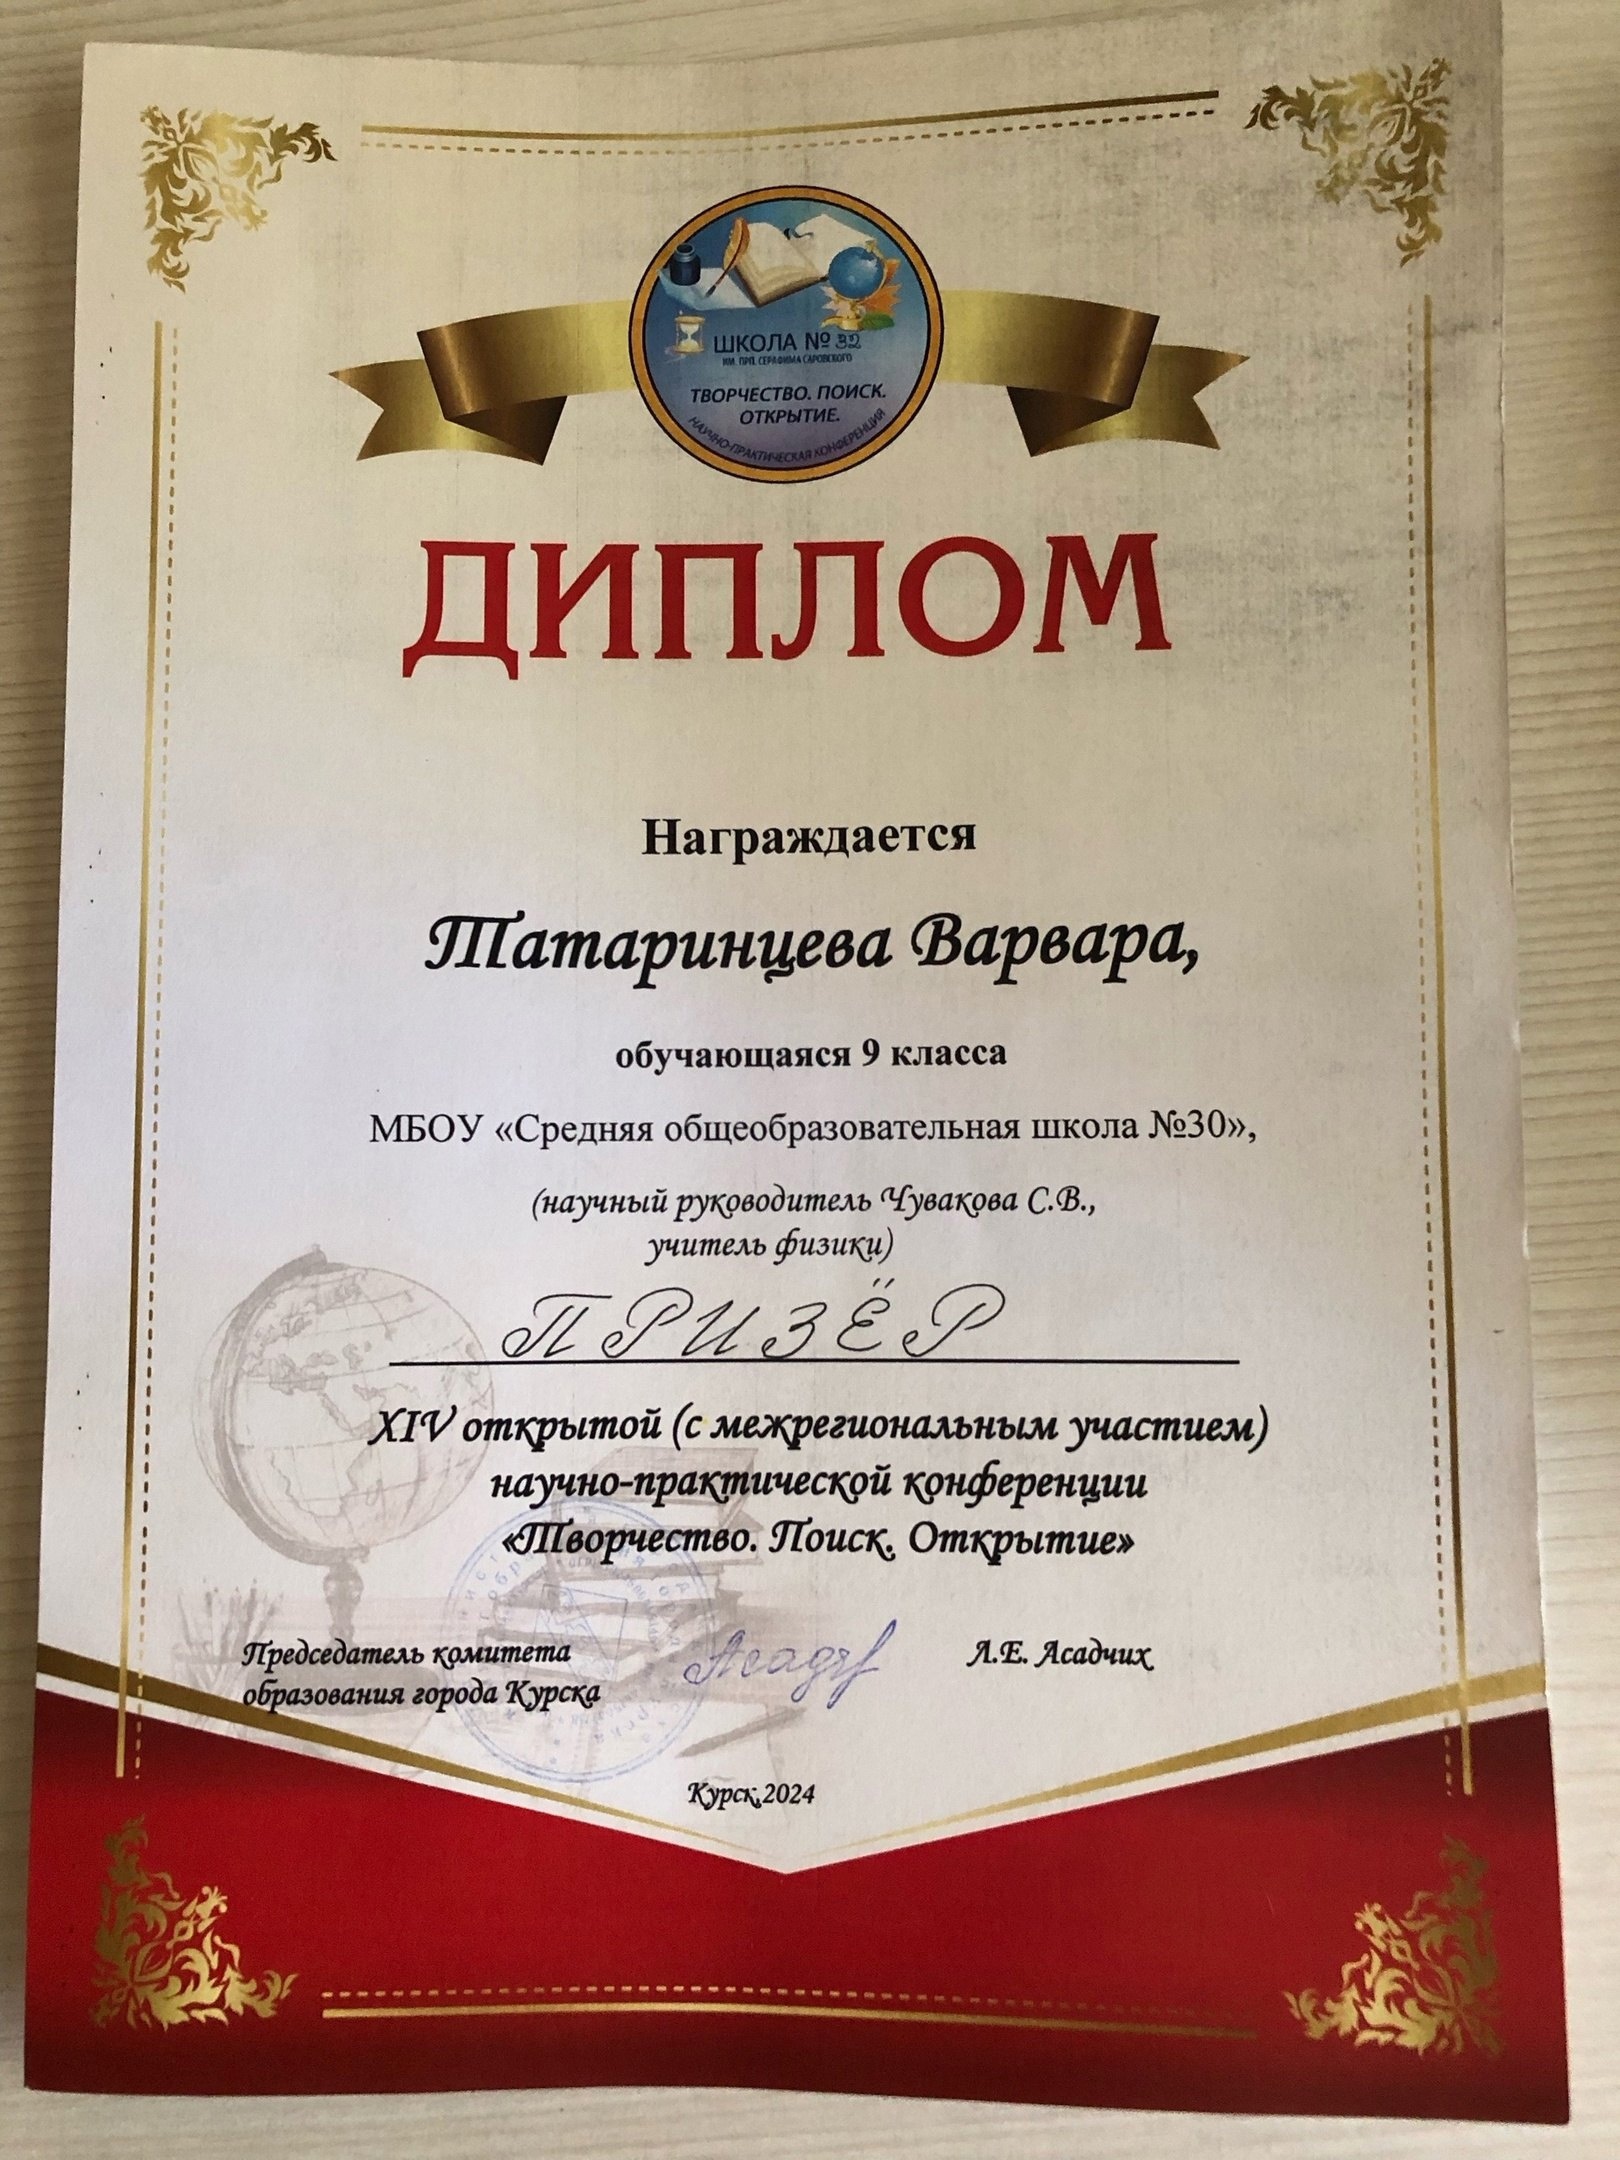 ШКОЛА № 32
ИМ. ПРП. СЕРАФИМА САРОВСКОГО
ТВОРЧЕСТВО. ПОИСК.
ОТКРЫТИЕ.
НАУЧНО-ПРАКТИЧЕСКАЯ КОНФЕРЕНЦИЯ
ДИПЛОМ
Награждается
Татаринцева Варвара,
обучающаяся 9 класса
МБОУ «Средняя общеобразовательная школа №30»,
(научный руководитель Чувакова С.В.,
учитель физики)
ПРИЗЁР
XIV открытой (с межрегиональным участием)
научно-практической конференции
«Творчество. Поиск. Открытие»
Председатель комитета
образования города Курска
Л.Е. Асадчих
Курск,2024